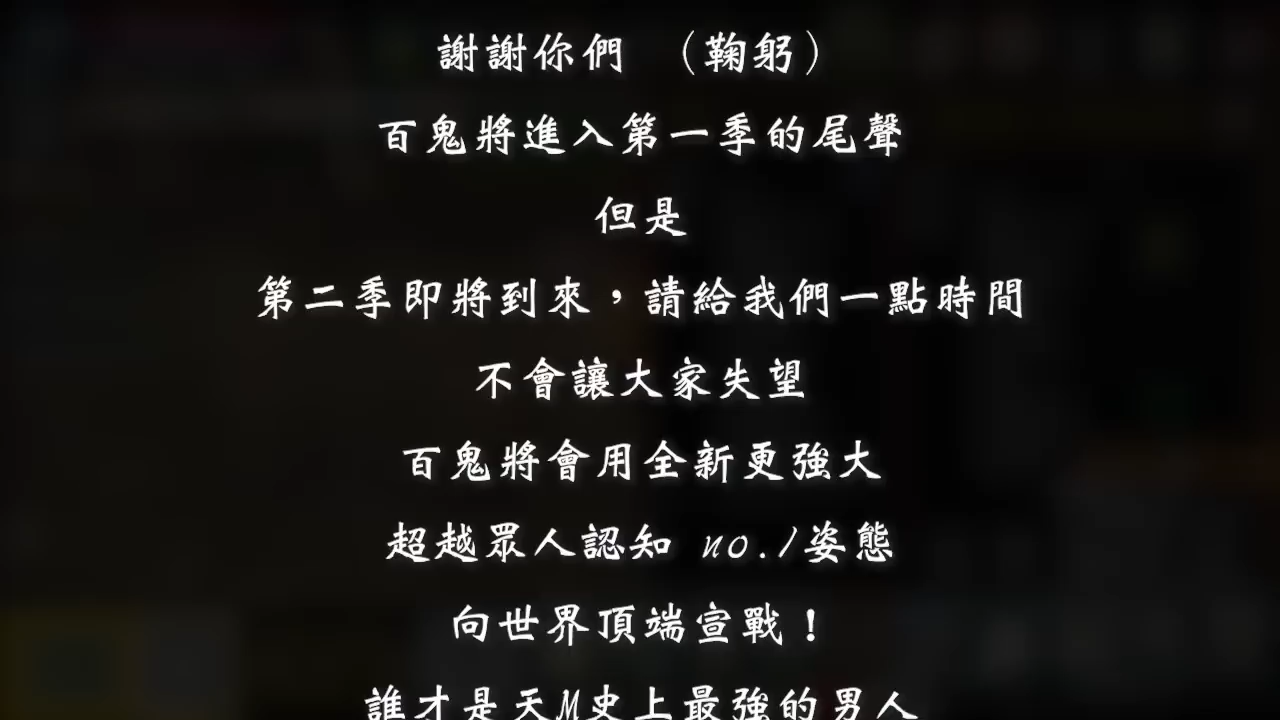 謝謝你們 （鞠躬）
百鬼將進入第一季的尾聲
但是
第二季即將到來，請給我們一點時間
不會讓大家失望
百鬼將會用全新更強大
超越眾人認知 no.1姿態
向世界頂端宣戰！
誰才是天M史上最強的男人